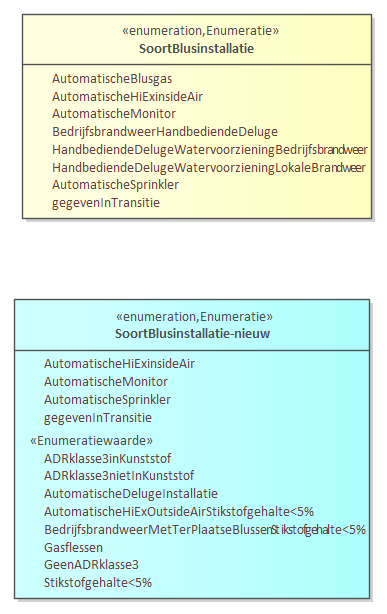 «enumeration,Enumeratie»
SoortBlusinstallatie
AutomatischeBlusgas
AutomatischeHiExinsideAir
AutomatischeMonitor
BedrijfsbrandweerHandbediendeDeluge
HandbediendeDelugeWatervoorzieningBedrijfsbrandweer
HandbediendeDelugeWatervoorzieningLokaleBrandweer
AutomatischeSprinkler
gegevenInTransitie
«enumeration,Enumeratie»
SoortBlusinstallatie-nieuw
AutomatischeHiExinsideAir
AutomatischeMonitor
AutomatischeSprinkler
gegevenInTransitie
«Enumeratiewaarde»
ADRklasse3inKunststof
ADRklasse3nietInKunststof
AutomatischeDelugeInstallatie
AutomatischeHiExOutsideAirStikstofgehalte<5%
BedrijfsbrandweerMetTerPlaatseBlussenStikstofgehalte<5%
Gasflessen
GeenADRklasse3
Stikstofgehalte<5%